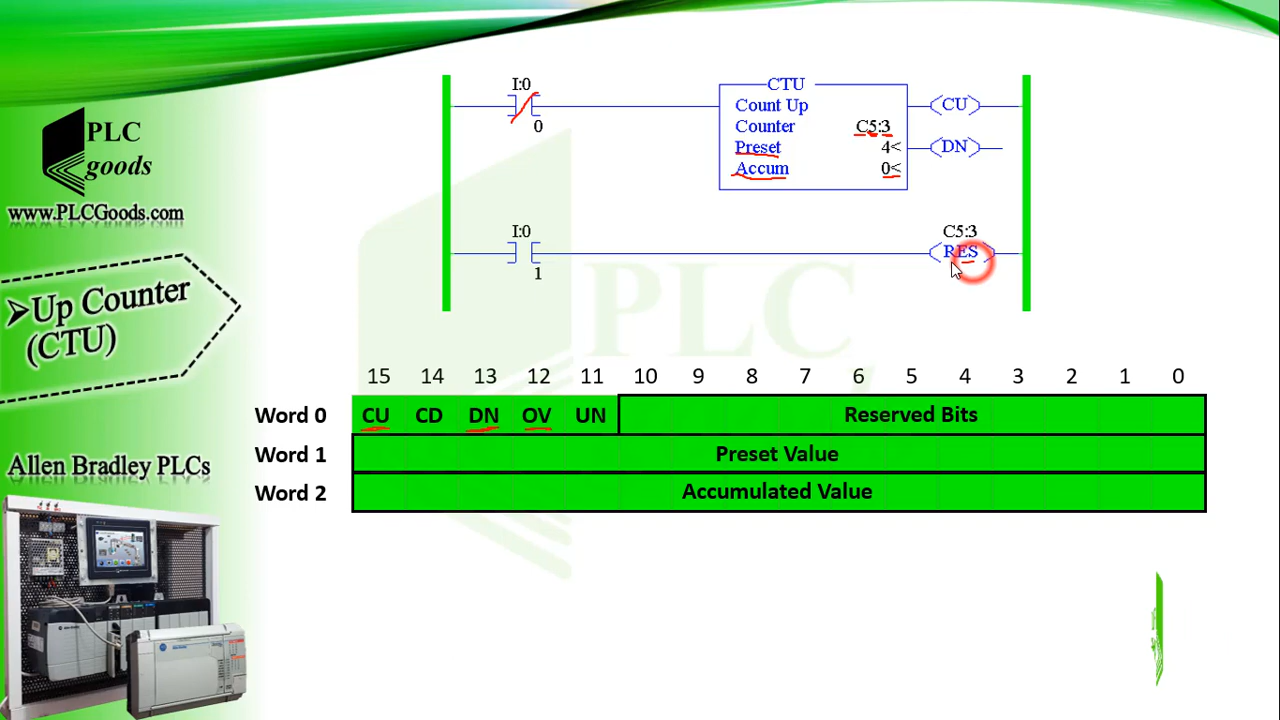 PLC
goods
www.PLCGoods.com
➢Up Counter
(CTU)
Allen Bradley PLCs
I:0
0
CTU
Count Up
Counter C5:3
Preset 4<
Accum 0<
CU
DN
I:0
1
C5:3
RES
PLC
15 14 13 12 11 10 9 8 7 6 5 4 3 2 1 0
Word 0 CU CD DN OV UN Reserved Bits
Word 1 Preset Value
Word 2 Accumulated Value